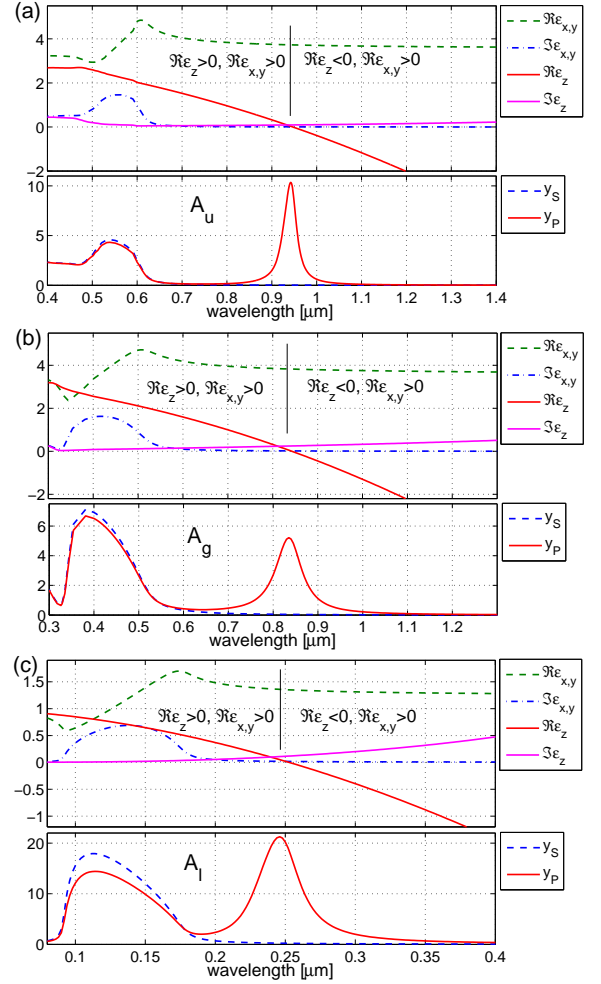 (a)
4
2
0
−2
ℜε_z>0, ℜε_{x,y}>0
ℜε_z<0, ℜε_{x,y}>0
ℜε_{x,y}
ℑε_{x,y}
ℜε_z
ℑε_z
10
5
0
A_u
y_S
y_P
0.4 0.5 0.6 0.7 0.8 0.9 1 1.1 1.2 1.3 1.4
wavelength [μm]
(b)
4
2
0
−2
ℜε_z>0, ℜε_{x,y}>0
ℜε_z<0, ℜε_{x,y}>0
ℜε_{x,y}
ℑε_{x,y}
ℜε_z
ℑε_z
6
4
2
0
A_g
y_S
y_P
0.3 0.4 0.5 0.6 0.7 0.8 0.9 1 1.1 1.2
wavelength [μm]
(c)
1.5
1
0.5
0
−0.5
−1
ℜε_z>0, ℜε_{x,y}>0
ℜε_z<0, ℜε_{x,y}>0
ℜε_{x,y}
ℑε_{x,y}
ℜε_z
ℑε_z
20
10
0
A_l
y_S
y_P
0.1 0.15 0.2 0.25 0.3 0.35 0.4
wavelength [μm]